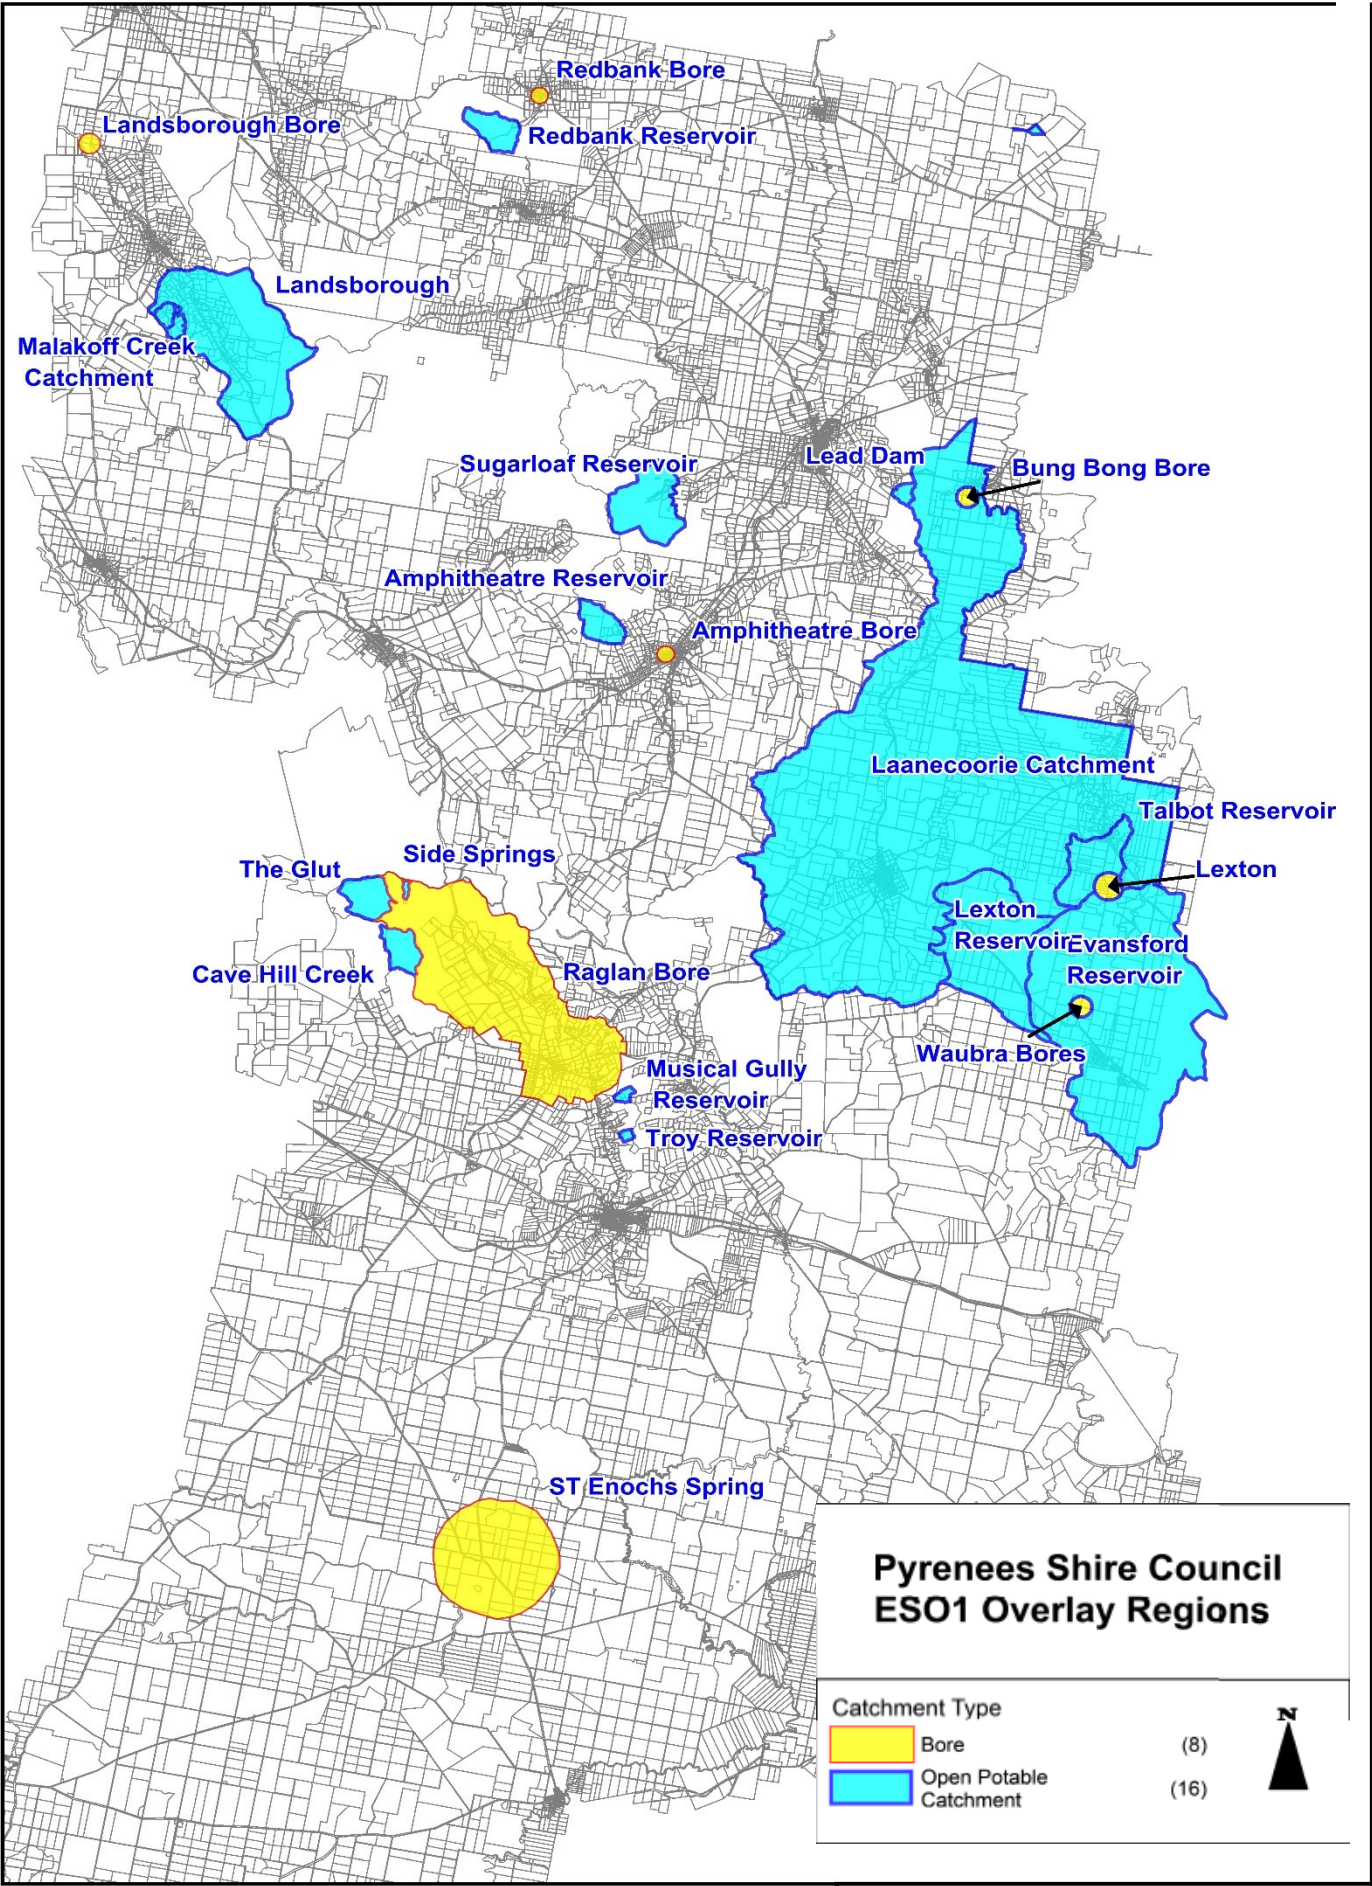 Redbank Bore
Landsborough Bore
Redbank Reservoir
Landsborough
Malakoff Creek
Catchment
Lead Dam
Sugarloaf Reservoir
Bung Bong Bore
Amphitheatre Reservoir
Amphitheatre Bore
Laanecoorie Catchment
Talbot Reservoir
Side Springs
The Glut
Lexton
Lexton
Reservoir
Evansford
Reservoir
Cave Hill Creek
Raglan Bore
Waubra Bores
Musical Gully
Reservoir
Troy Reservoir
ST Enochs Spring
Pyrenees Shire Council
ESO1 Overlay Regions
Catchment Type
Bore (8)
Open Potable
Catchment (16)
N